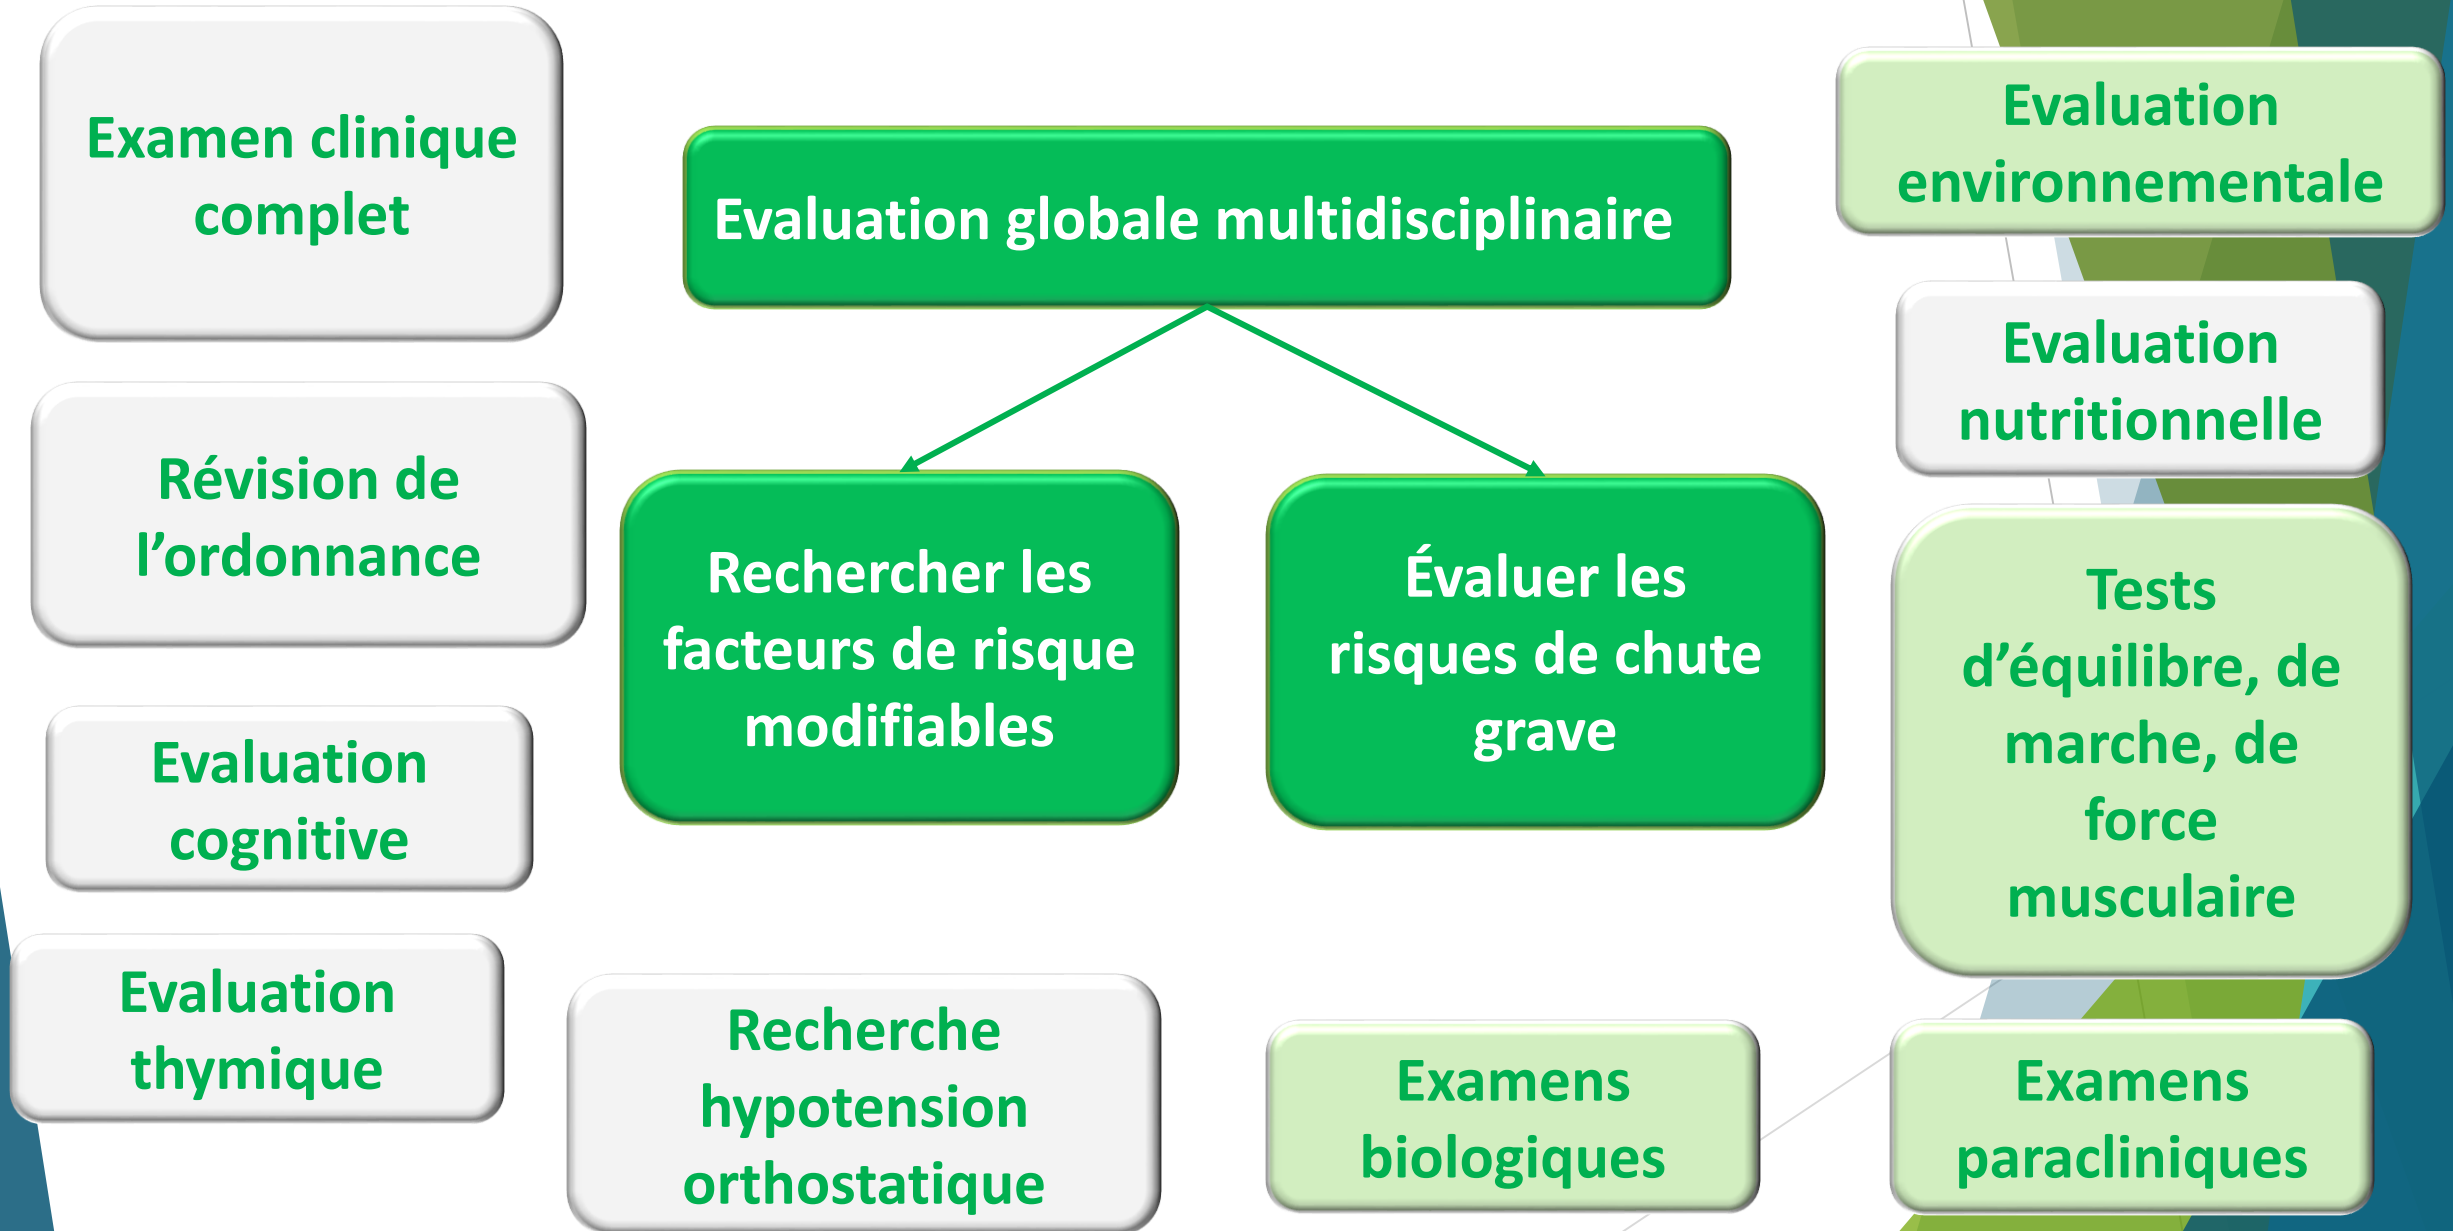 Examen clinique
complet
Evaluation globale multidisciplinaire
Evaluation
environnementale
Evaluation
nutritionnelle
Révision de
l’ordonnance
Rechercher les
facteurs de risque
modifiables
Évaluer les
risques de chute
grave
Tests
d’équilibre, de
marche, de
force
musculaire
Evaluation
cognitive
Evaluation
thymique
Recherche
hypotension
orthostatique
Examens
biologiques
Examens
paracliniques